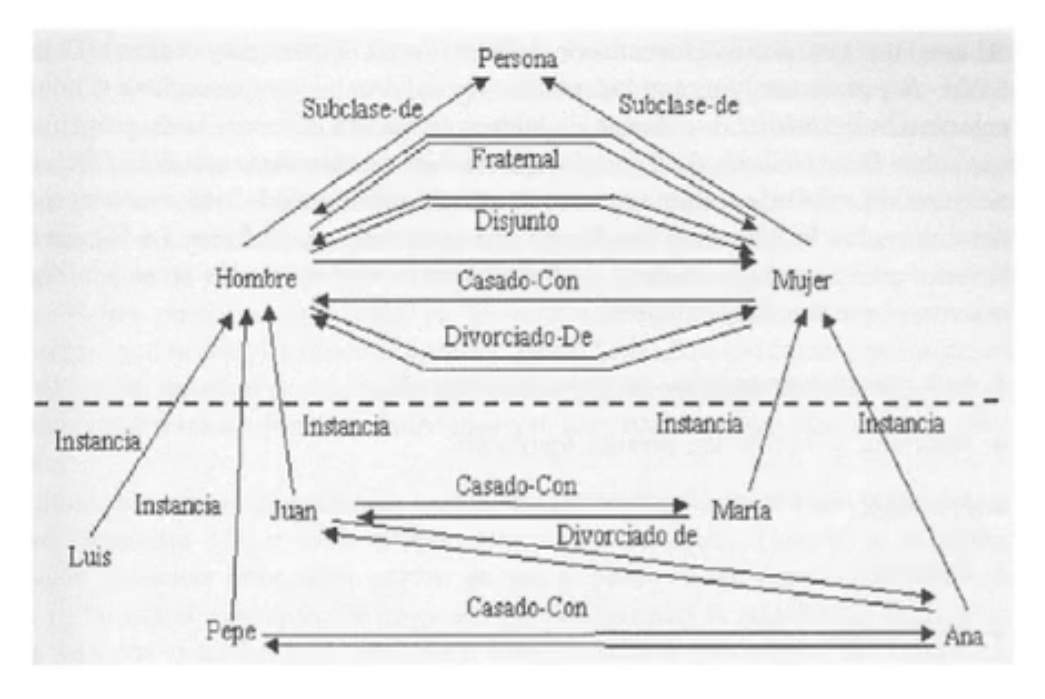 Persona
Subclase-de
Subclase-de
Fraternal
Disjunto
Hombre
Casado-Con
Mujer
Divorciado-De
Instancia
Instancia
Instancia
Instancia
Instancia
Casado-Con
Juan
María
Divorciado de
Luis
Casado-Con
Pepe
Ana